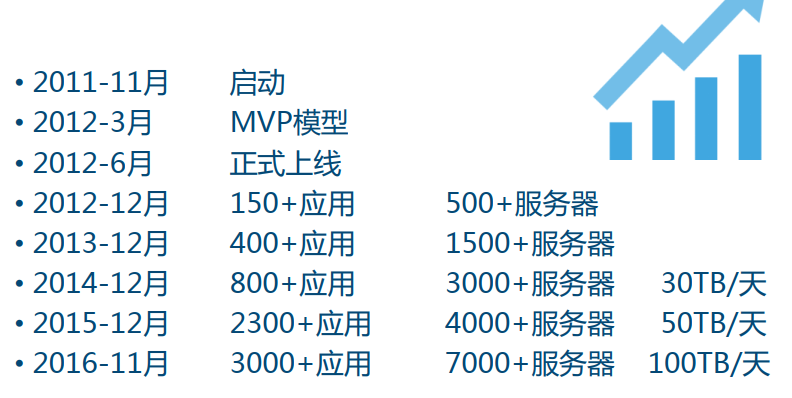 • 2011-11月 启动
• 2012-3月 MVP模型
• 2012-6月 正式上线
• 2012-12月 150+应用 500+服务器
• 2013-12月 400+应用 1500+服务器
• 2014-12月 800+应用 3000+服务器 30TB/天
• 2015-12月 2300+应用 4000+服务器 50TB/天
• 2016-11月 3000+应用 7000+服务器 100TB/天